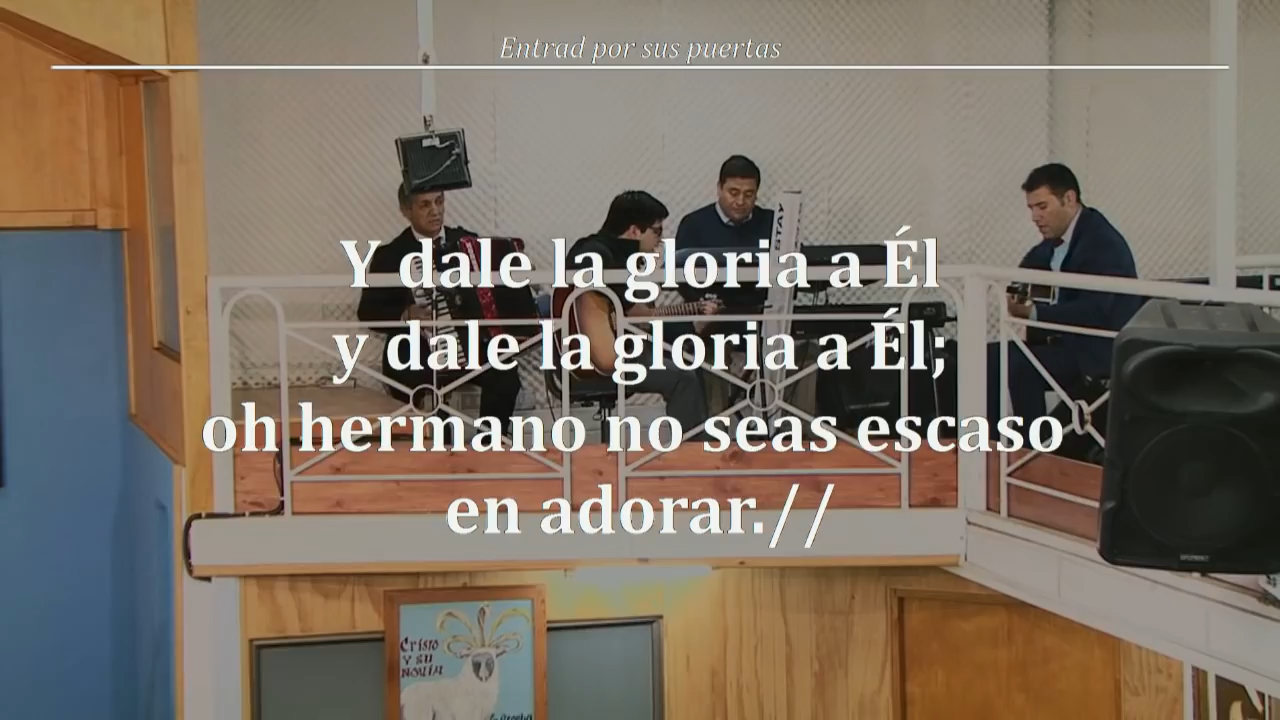 Entrad por sus puertas
STAY
Y dale la gloria a Él
y dale la gloria a Él;
oh hermano no seas escaso
en adorar.//
Cristo
y su
novia